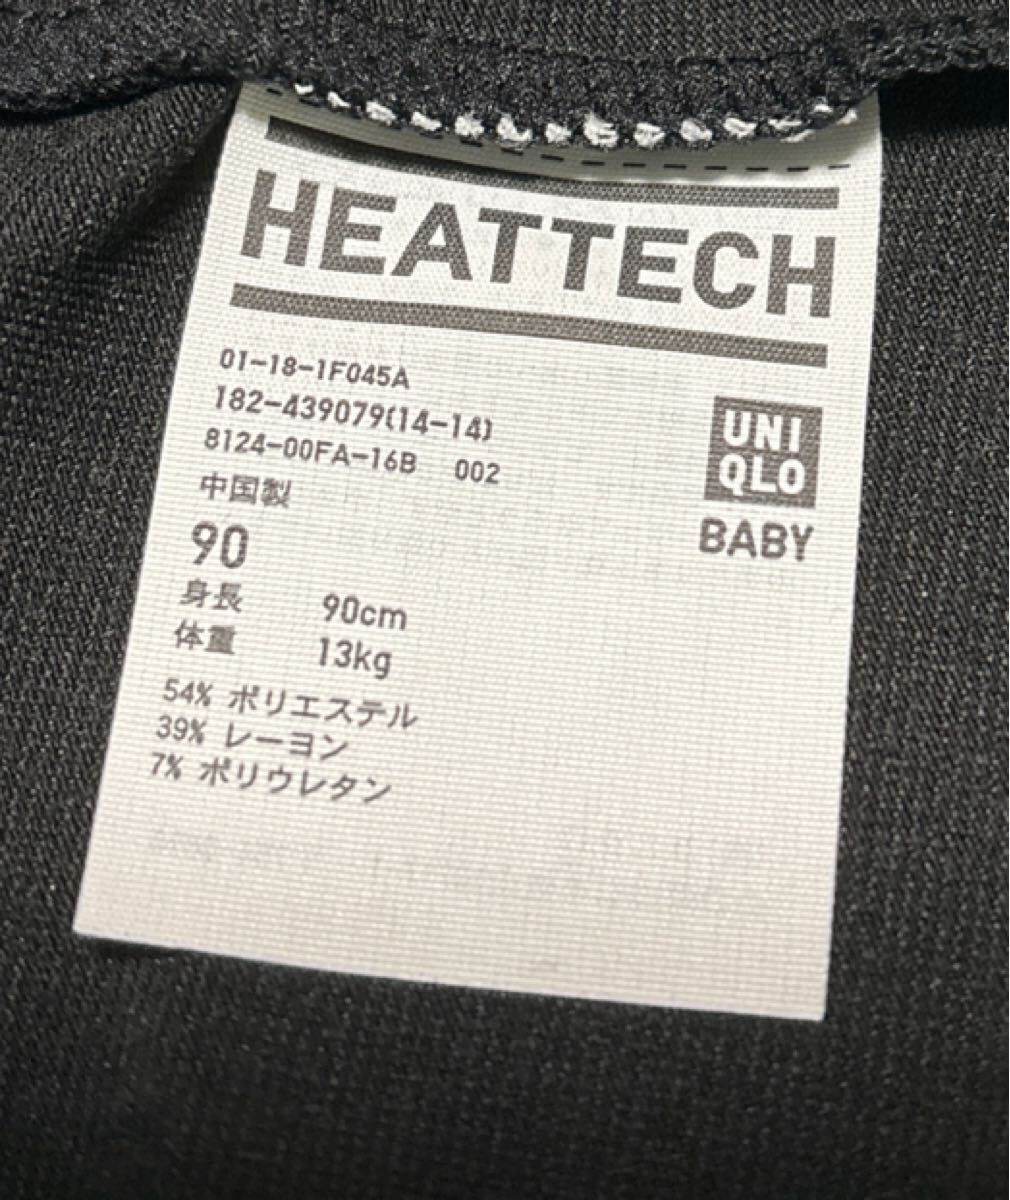 HEATTECH
01-18-1F045A
182-439079(14-14)
8124-00FA-16B 002
中国製
UNI
QLO
BABY
90
身長 90cm
体重 13kg
54% ポリエステル
39% レーヨン
7% ポリウレタン